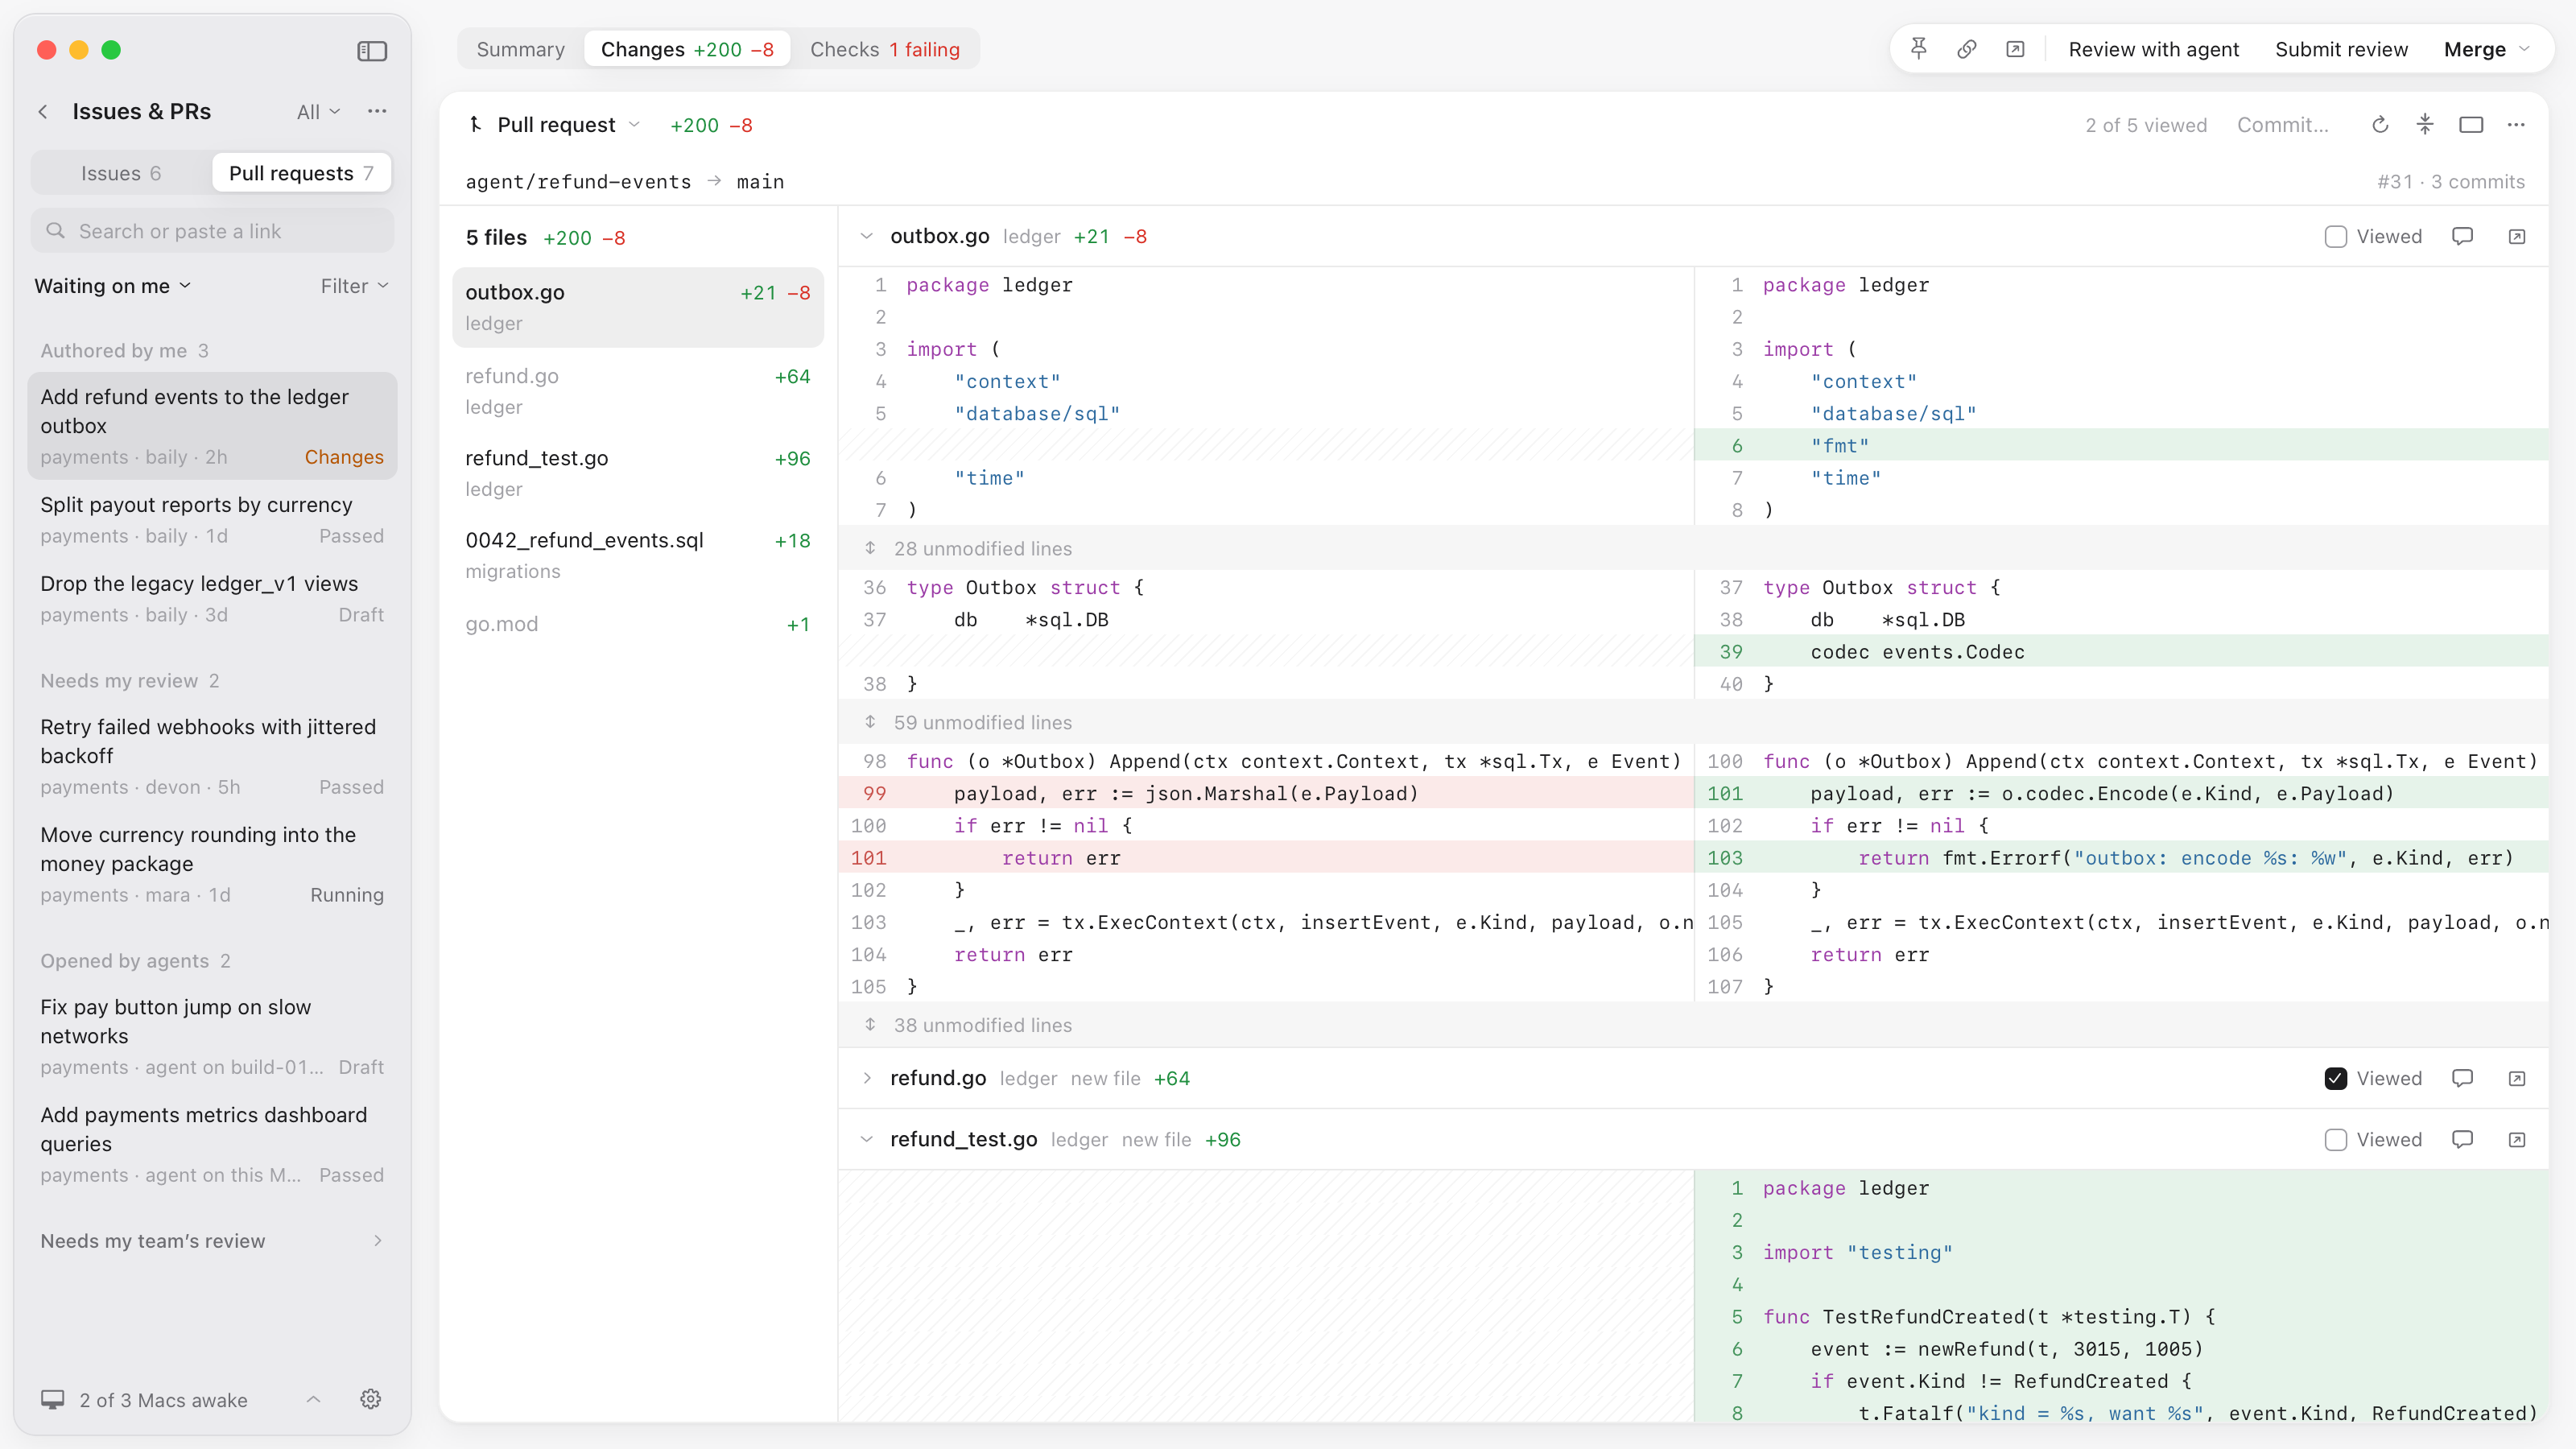 Issues & PRs All
Issues 6 Pull requests 7
Search or paste a link
Waiting on me Filter
Authored by me 3
Add refund events to the ledger
outbox
payments · baily · 2h Changes
Split payout reports by currency
payments · baily · 1d Passed
Drop the legacy ledger_v1 views
payments · baily · 3d Draft
Needs my review 2
Retry failed webhooks with jittered
backoff
payments · devon · 5h Passed
Move currency rounding into the
money package
payments · mara · 1d Running
Opened by agents 2
Fix pay button jump on slow
networks
payments · agent on build-01... Draft
Add payments metrics dashboard
queries
payments · agent on this M... Passed
Needs my team’s review
2 of 3 Macs awake
Summary Changes +200 −8 Checks 1 failing
Review with agent Submit review Merge
Pull request +200 −8 2 of 5 viewed Commit...
agent/refund-events → main #31 · 3 commits
5 files +200 −8
outbox.go +21 −8
ledger
refund.go +64
ledger
refund_test.go +96
ledger
0042_refund_events.sql +18
migrations
go.mod +1
outbox.go ledger +21 −8 Viewed
1 package ledger 1 package ledger
2 2
3 import ( 3 import (
4 "context" 4 "context"
5 "database/sql" 5 "database/sql"
6 "fmt"
6 "time" 7 "time"
7 ) 8 )
28 unmodified lines
36 type Outbox struct { 37 type Outbox struct {
37 db *sql.DB 38 db *sql.DB
39 codec events.Codec
38 } 40 }
59 unmodified lines
98 func (o *Outbox) Append(ctx context.Context, tx *sql.Tx, e Event) 100 func (o *Outbox) Append(ctx context.Context, tx *sql.Tx, e Event)
99 payload, err := json.Marshal(e.Payload) 101 payload, err := o.codec.Encode(e.Kind, e.Payload)
100 if err != nil { 102 if err != nil {
101 return err 103 return fmt.Errorf("outbox: encode %s: %w", e.Kind, err)
102 } 104 }
103 _, err = tx.ExecContext(ctx, insertEvent, e.Kind, payload, o.n 105 _, err = tx.ExecContext(ctx, insertEvent, e.Kind, payload, o.n
104 return err 106 return err
105 } 107 }
38 unmodified lines
refund.go ledger new file +64 Viewed
refund_test.go ledger new file +96 Viewed
1 package ledger
2
3 import "testing"
4
5 func TestRefundCreated(t *testing.T) {
6 event := newRefund(t, 3015, 1005)
7 if event.Kind != RefundCreated {
8 t.Fatalf("kind = %s, want %s", event.Kind, RefundCreated)